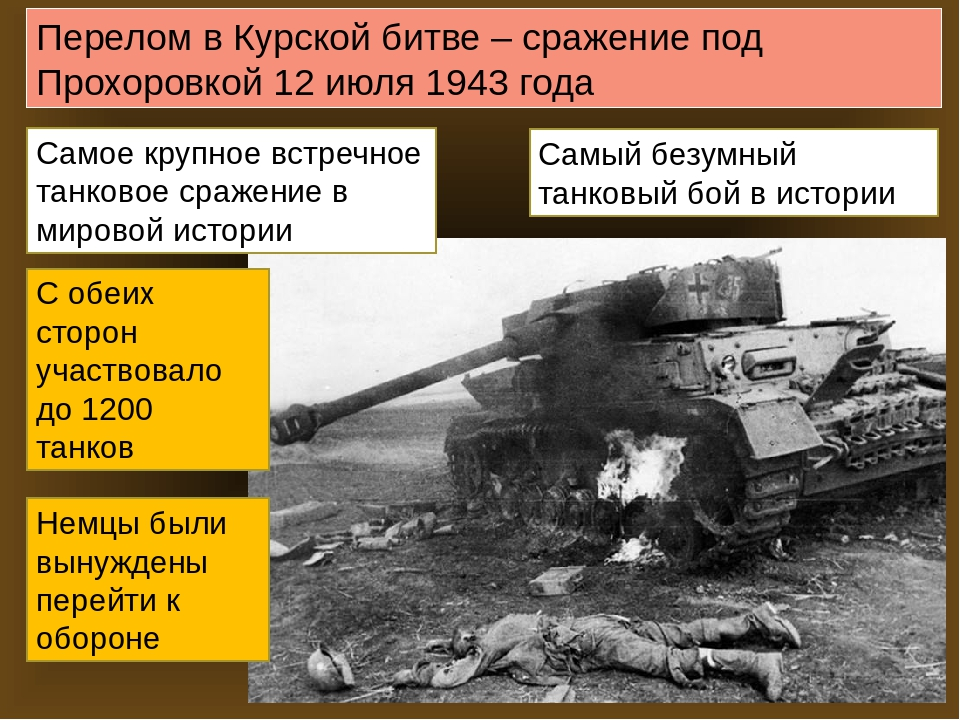 Перелом в Курской битве – сражение под
Прохоровкой 12 июля 1943 года
Самое крупное встречное
танковое сражение в
мировой истории
Самый безумный
танковый бой в истории
С обеих
сторон
участвовало
до 1200
танков
Немцы были
вынуждены
перейти к
обороне